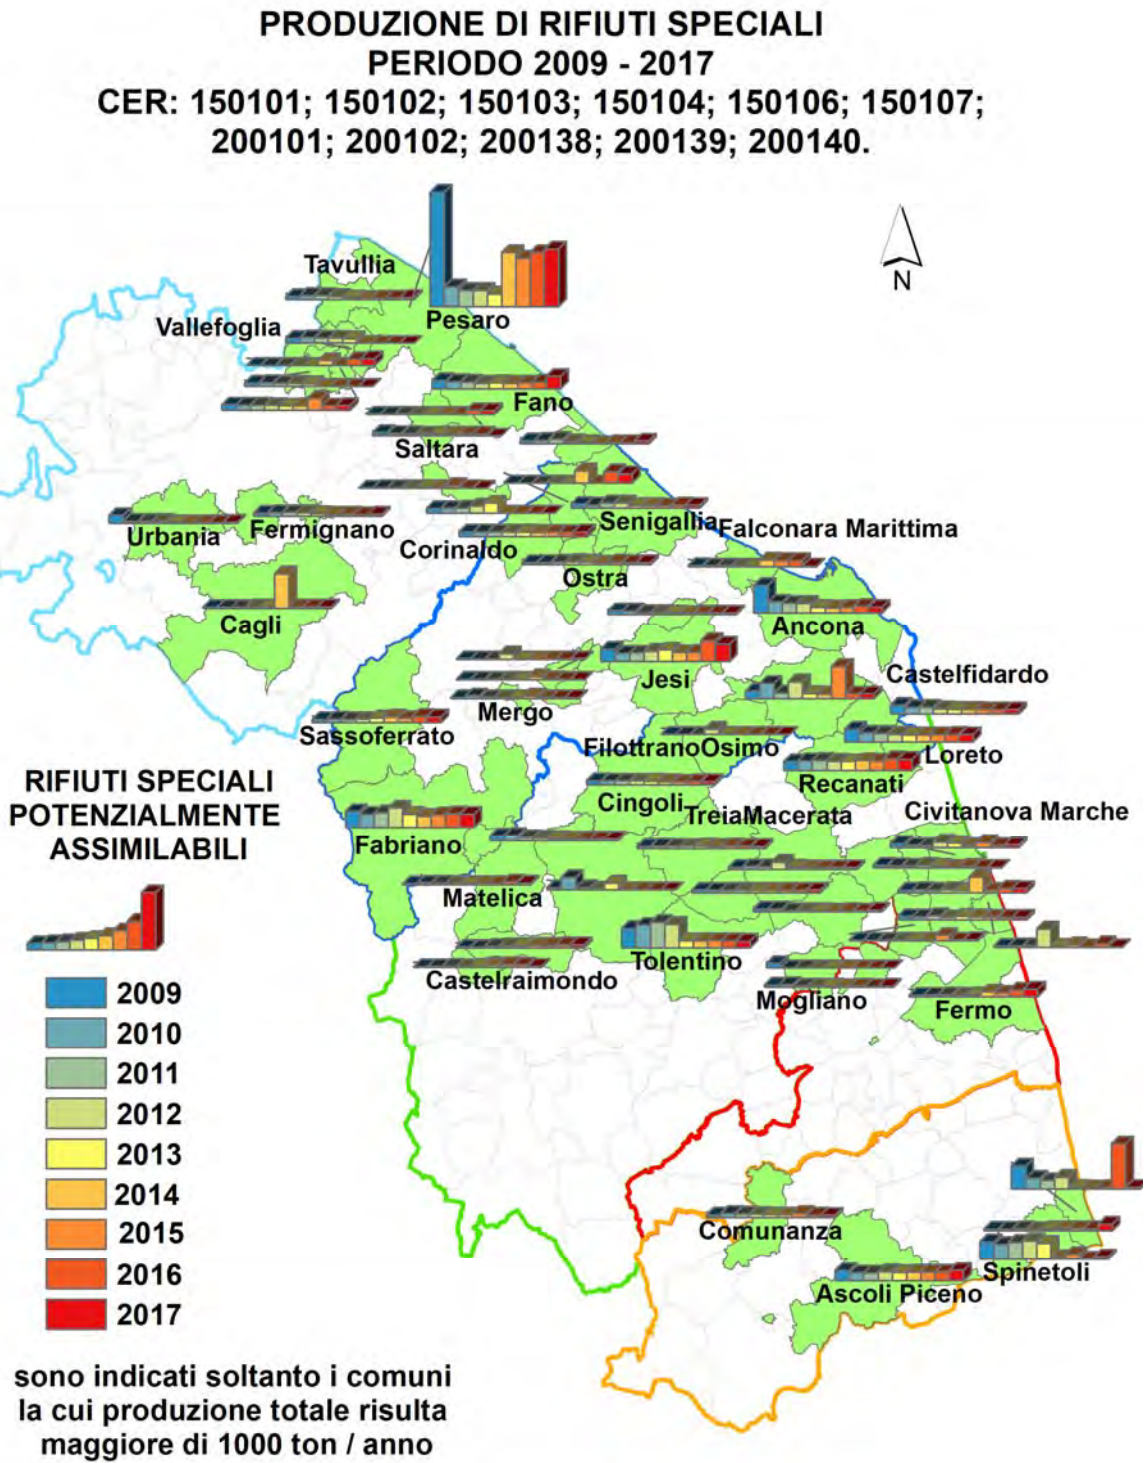 PRODUZIONE DI RIFIUTI SPECIALI
PERIODO 2009 - 2017
CER: 150101; 150102; 150103; 150104; 150106; 150107;
200101; 200102; 200138; 200139; 200140.
N
Tavullia
Pesaro
Vallefoglia
Fano
Saltara
Senigallia
Falconara Marittima
Urbania
Fermignano
Corinaldo
Ostra
Cagli
Ancona
Jesi
Castelfidardo
Mergo
Sassoferrato
Filottrano
Osimo
Loreto
Recanati
Cingoli
Treia
Macerata
Civitanova Marche
Fabriano
Matelica
Tolentino
Castelraimondo
Mogliano
Fermo
Comunanza
Spinetoli
Ascoli Piceno
RIFIUTI SPECIALI
POTENZIALMENTE
ASSIMILABILI
2009
2010
2011
2012
2013
2014
2015
2016
2017
sono indicati soltanto i comuni
la cui produzione totale risulta
maggiore di 1000 ton / anno